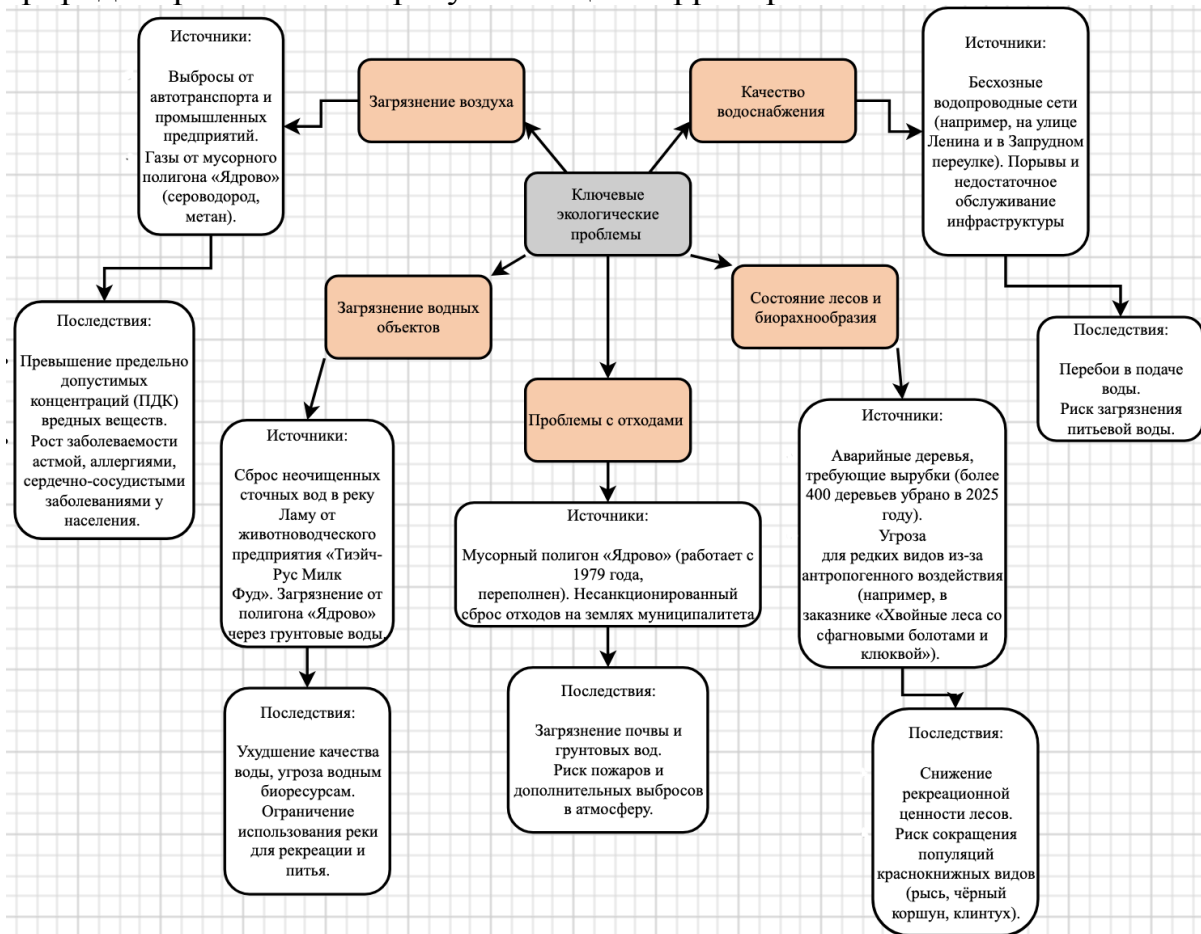 Ключевые
экологические
проблемы
Загрязнение воздуха
Источники:
Выбросы от
автотранспорта и
промышленных
предприятий.
Газы от мусорного
полигона «Ядрово»
(сероводород,
метан).
Последствия:
Превышение предельно
допустимых
концентраций (ПДК)
вредных веществ.
Рост заболеваемости
астмой, аллергиями,
сердечно-сосудистыми
заболеваниями у
населения.
Загрязнение водных
объектов
Источники:
Сброс неочищенных
сточных вод в реку
Ламу от
животноводческого
предприятия «Тиэйч-
Рус Милк
Фуд». Загрязнение от
полигона «Ядрово»
через грунтовые воды.
Последствия:
Ухудшение качества
воды, угроза водным
биоресурсам.
Ограничение
использования реки
для рекреации и
питья.
Проблемы с отходами
Источники:
Мусорный полигон «Ядрово» (работает с
1979 года,
переполнен). Несанкционированный
сброс отходов на землях муниципалитета
Последствия:
Загрязнение почвы и
грунтовых вод.
Риск пожаров и
дополнительных выбросов
в атмосферу.
Состояние лесов и
биорахнообразия
Источники:
Аварийные деревья,
требующие вырубки (более
400 деревьев убрано в 2025
году).
Угроза
для редких видов из-за
антропогенного воздействия
(например, в
заказнике «Хвойные леса со
сфагновыми болотами и
клюквой»).
Последствия:
Снижение
рекреационной
ценности лесов.
Риск сокращения
популяций
краснокнижных видов
(рысь, чёрный
коршун, клинтух).
Качество
водоснабжения
Источники:
Бесхозные
водопроводные сети
(например, на улице
Ленина и в Запрудном
переулке). Порывы и
недостаточное
обслуживание
инфраструктуры
Последствия:
Перебои в подаче
воды.
Риск загрязнения
питьевой воды.